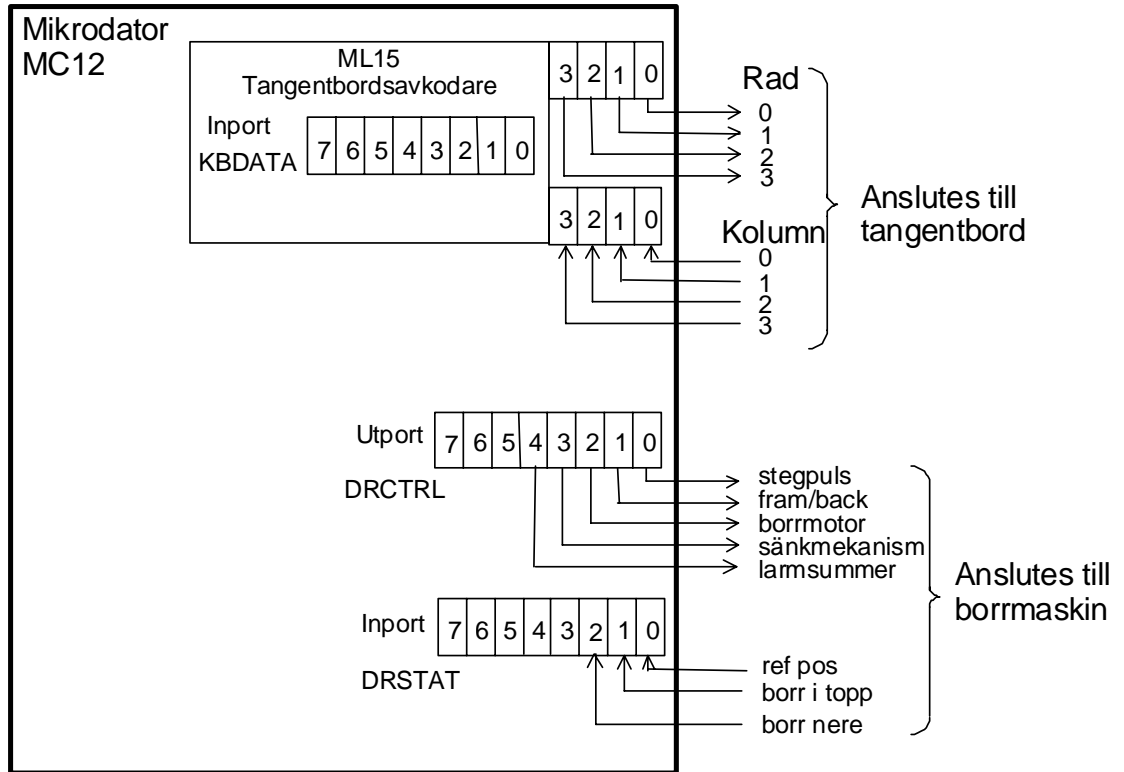 Mikrodator
MC12
ML15
Tangentbordsavkodare
Inport
KBDATA
7 6 5 4 3 2 1 0
3 2 1 0
Rad
0
1
2
3
3 2 1 0
Kolumn
0
1
2
3
Anslutes till
tangentbord
Utport
DRCTRL
7 6 5 4 3 2 1 0
stegpuls
fram/back
borrmotor
sänkmekanism
larmsummer
Inport
DRSTAT
7 6 5 4 3 2 1 0
ref pos
borr i topp
borr nere
Anslutes till
borrmaskin